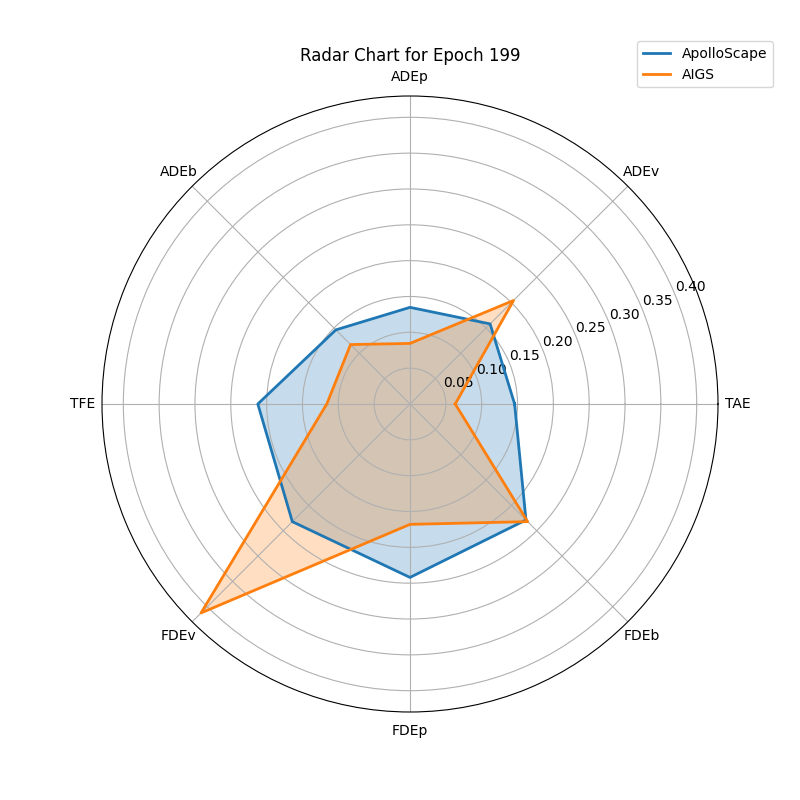 Radar Chart for Epoch 199
ApolloScape
AIGS
ADEp
ADEb
ADEv
0.40
0.35
0.30
0.25
0.20
0.15
0.10
0.05
TFE
TAE
FDEv
FDEb
FDEp